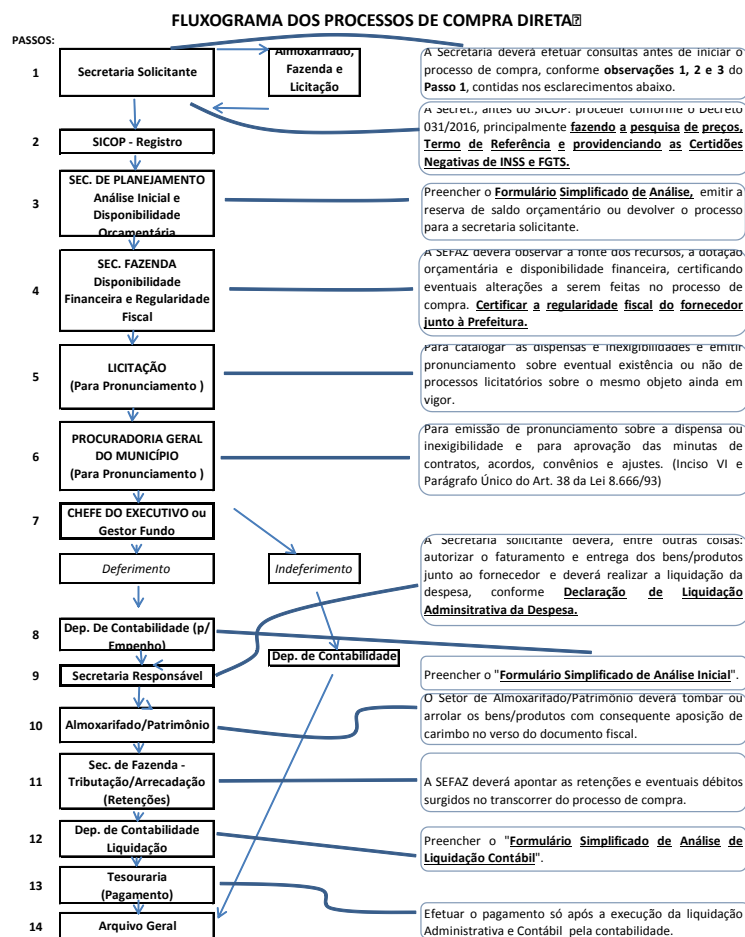 FLUXOGRAMA DOS PROCESSOS DE COMPRA DIRETA
PASSOS:
1
Secretaria Solicitante
Almoxarifado,
Fazenda e
Licitação
A Secretaria deverá efetuar consultas antes de iniciar o
processo de compra, conforme observações 1, 2 e 3 do
Passo 1, contidas nos esclarecimentos abaixo.
2
SICOP - Registro
A Secret., antes do SICOP: proceder conforme o Decreto
031/2016, principalmente fazendo a pesquisa de preços,
Termo de Referência e providenciando as Certidões
Negativas de INSS e FGTS.
3
SEC. DE PLANEJAMENTO
Análise Inicial e
Disponibilidade
Orçamentária
Preencher o Formulário Simplificado de Análise, emitir a
reserva de saldo orçamentário ou devolver o processo
para a secretaria solicitante.
4
SEC. FAZENDA
Disponibilidade
Financeira e Regularidade
Fiscal
A SEFAZ deverá observar a fonte dos recursos, a dotação
orçamentária e disponibilidade financeira, certificando
eventuais alterações a serem feitas no processo de
compra. Certificar a regularidade fiscal do fornecedor
junto à Prefeitura.
5
LICITAÇÃO
(Para Pronunciamento )
Para catalogar as dispensas e inexigibilidades e emitir
pronunciamento sobre eventual existência ou não de
processos licitatórios sobre o mesmo objeto ainda em
vigor.
6
PROCURADORIA GERAL
DO MUNICÍPIO
(Para Pronunciamento )
Para emissão de pronunciamento sobre a dispensa ou
inexigibilidade e para aprovação das minutas de
contratos, acordos, convênios e ajustes. (Inciso VI e
Parágrafo Único do Art. 38 da Lei 8.666/93)
7
CHEFE DO EXECUTIVO ou
Gestor Fundo
Deferimento
Indeferimento
A Secretaria solicitante deverá, entre outras coisas:
autorizar o faturamento e entrega dos bens/produtos
junto ao fornecedor e deverá realizar a liquidação da
despesa, conforme Declaração de Liquidação
Adminsitrativa da Despesa.
8
Dep. De Contabilidade (p/
Empenho)
Dep. de Contabilidade
9
Secretaria Responsável
Preencher o "Formulário Simplificado de Análise Inicial".
10
Almoxarifado/Patrimônio
O Setor de Almoxarifado/Patrimônio deverá tombar ou
arrolar os bens/produtos com consequente aposição de
carimbo no verso do documento fiscal.
11
Sec. de Fazenda -
Tributação/Arrecadação
(Retenções)
A SEFAZ deverá apontar as retenções e eventuais débitos
surgidos no transcorrer do processo de compra.
12
Dep. de Contabilidade
Liquidação
Preencher o "Formulário Simplificado de Análise de
Liquidação Contábil".
13
Tesouraria
(Pagamento)
14
Arquivo Geral
Efetuar o pagamento só após a execução da liquidação
Administrativa e Contábil pela contabilidade.